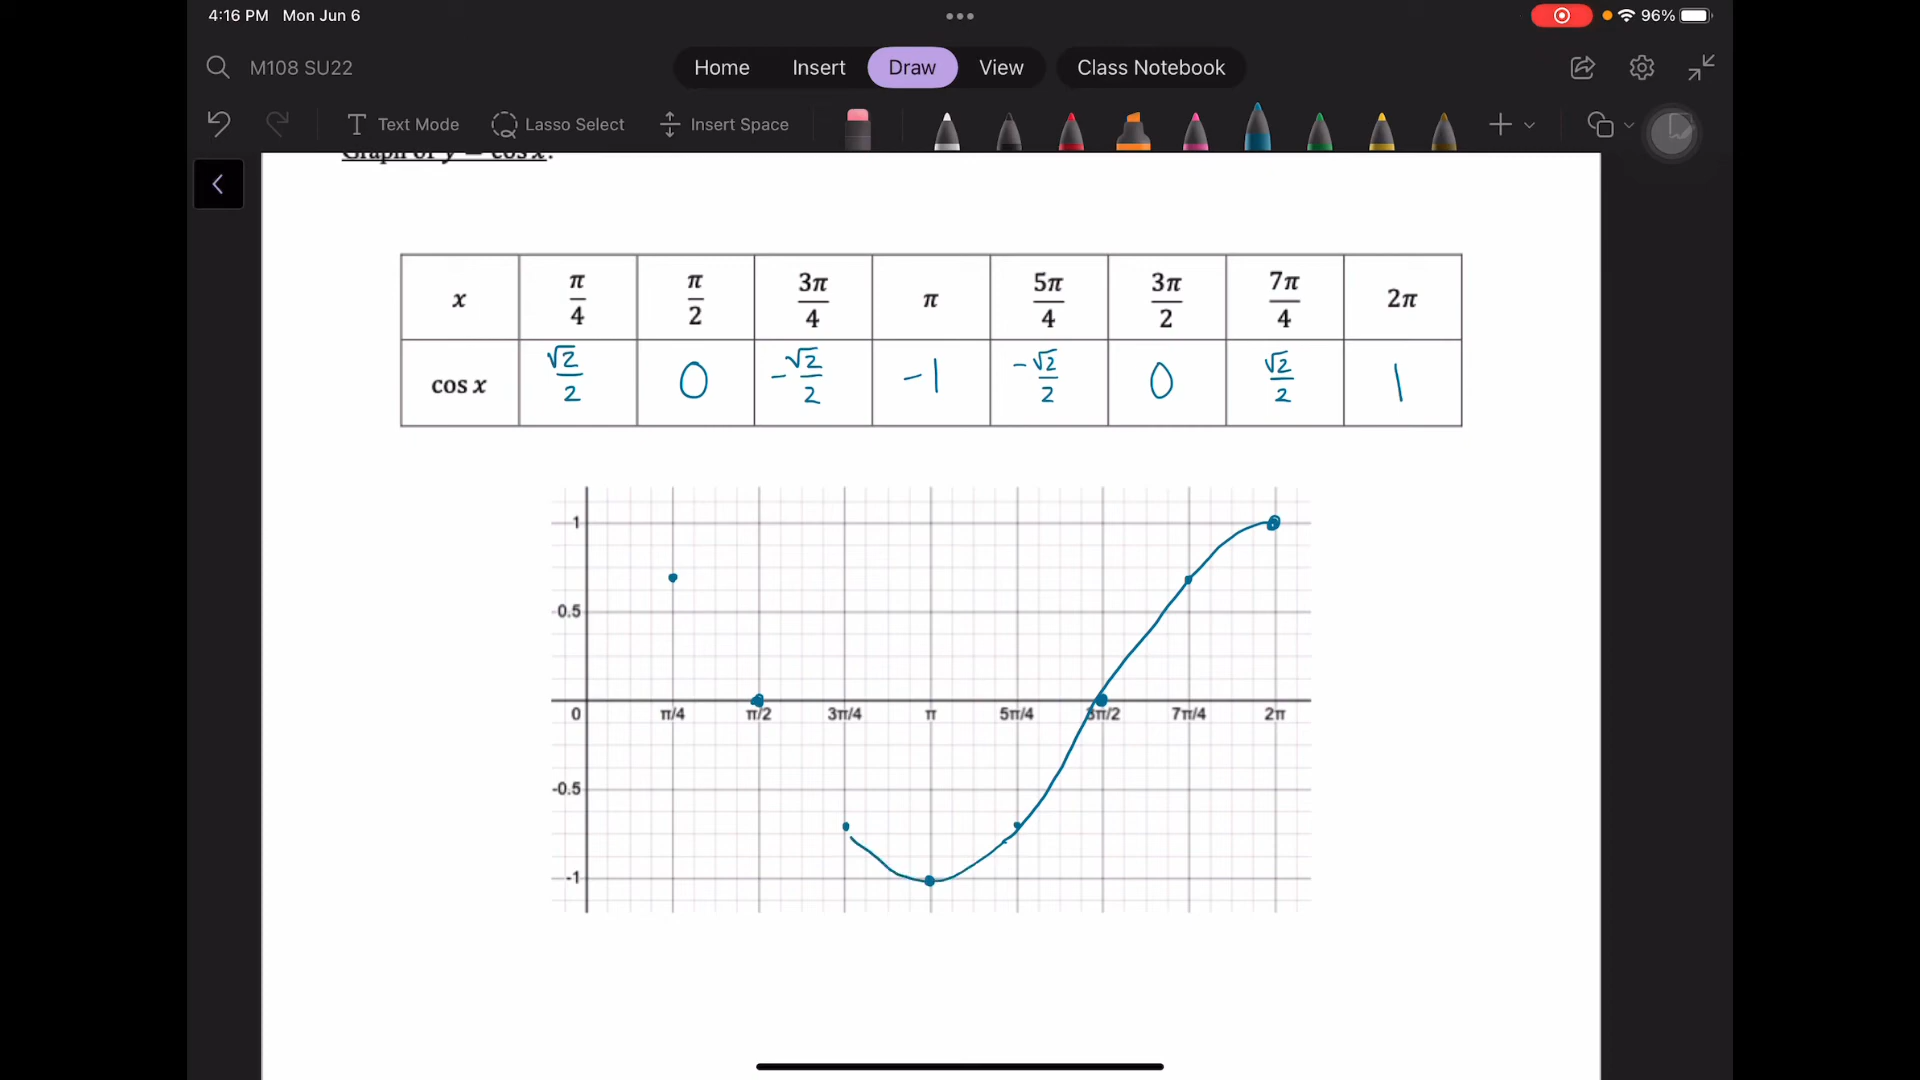 4:16 PM Mon Jun 6
96%
M108 SU22
Home Insert Draw View Class Notebook
Text Mode Lasso Select Insert Space
Graph of y = cos x:
x π/4 π/2 3π/4 π 5π/4 3π/2 7π/4 2π
cos x √2/2 0 -√2/2 -1 -√2/2 0 √2/2 1
1
0.5
0 π/4 π/2 3π/4 π 5π/4 3π/2 7π/4 2π
-0.5
-1